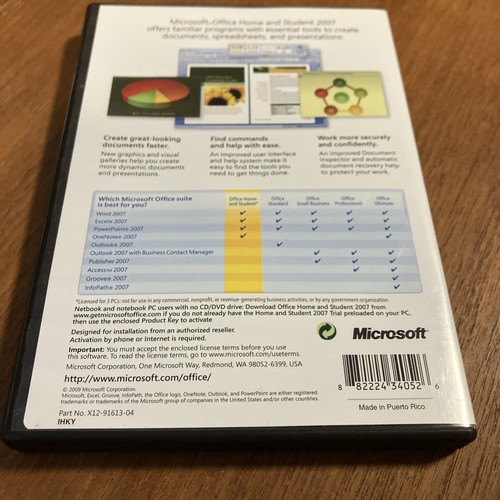 Microsoft® Office Home and Student 2007
offers familiar programs with essential tools to create
documents, spreadsheets, and presentations.
Create great-looking
documents faster.
New graphics and visual
galleries help you create
more dynamic documents
and presentations.
Find commands
and help with ease.
An improved user interface
and help system make it
easy to find the tools you
need to get things done.
Work more securely
and confidently.
An improved Document
Inspector and automatic
document recovery help
to protect your work.
Which Microsoft Office suite
is best for you?
Office Home
and Student*
Office
Standard
Office
Small Business
Office
Professional
Office
Ultimate
Word 2007
Excel® 2007
PowerPoint® 2007
OneNote® 2007
Outlook® 2007
Outlook 2007 with Business Contact Manager
Publisher 2007
Access™ 2007
Groove® 2007
InfoPath® 2007
*Licensed for 3 PCs; not for use in any commercial, nonprofit, or revenue-generating business activities, or by any government organization.
Netbook and notebook PC users with no CD/DVD drive: Download Office Home and Student 2007 from
www.getmicrosoftoffice.com if you do not already have the Home and Student 2007 Trial preloaded on your PC,
then use the enclosed Product Key to activate
Designed for installation from an authorized reseller.
Activation by phone or Internet is required.
Important: You must accept the enclosed license terms before you use
this software. To read the license terms, go to www.microsoft.com/useterms.
Microsoft Corporation, One Microsoft Way, Redmond, WA 98052-6399, USA
http://www.microsoft.com/office/
© 2009 Microsoft Corporation.
Microsoft, Excel, Groove, InfoPath, the Office logo, OneNote, Outlook, and PowerPoint are either registered
trademarks or trademarks of the Microsoft group of companies in the United States and/or other countries.
Part No. X12-91613-04
IHKY
Microsoft®
8 82224 34052 6
Made in Puerto Rico